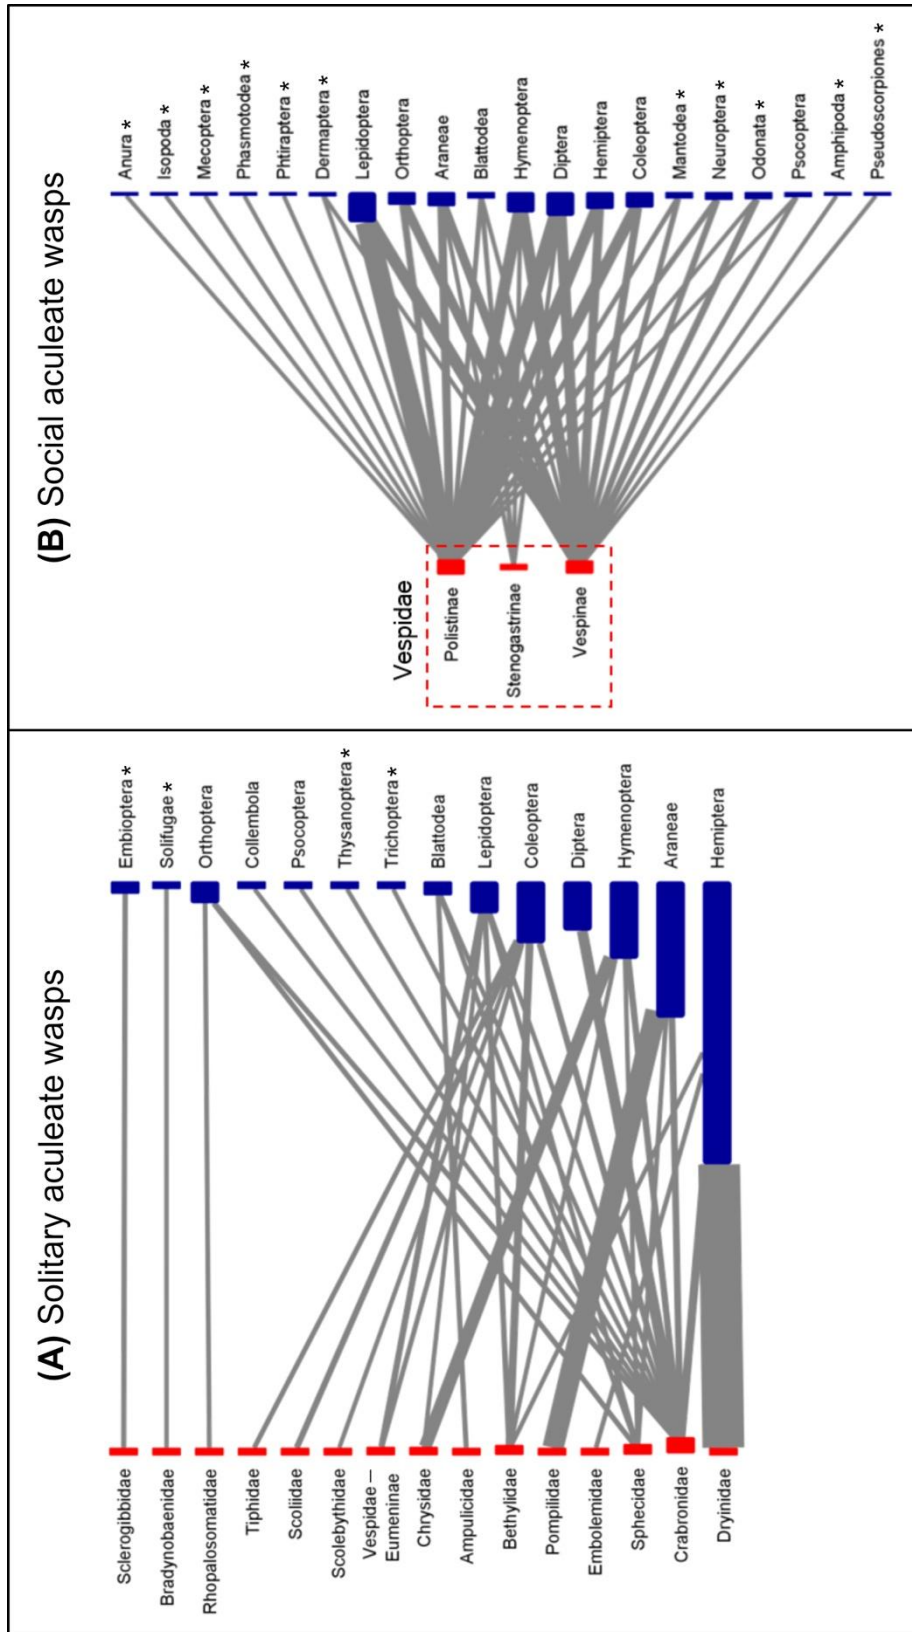 (A) Solitary aculeate wasps
Sclerogibbidae
Bradynobaenidae
Rhopalosomatidae
Tiphidae
Scoliidae
Scolebythidae
Vespidae –
Eumeninae
Chrysidae
Ampulicidae
Bethylidae
Pompilidae
Embolemidae
Sphecidae
Crabronidae
Dryinidae
Embioptera *
Solifugae *
Orthoptera
Collembola
Psocoptera
Thysanoptera *
Trichoptera *
Blattodea
Lepidoptera
Coleoptera
Diptera
Hymenoptera
Araneae
Hemiptera
(B) Social aculeate wasps
Vespidae
Polistinae
Stenogastrinae
Vespinae
Anura *
Isopoda *
Mecoptera *
Phasmotodea *
Phtiraptera *
Dermaptera *
Lepidoptera
Orthoptera
Araneae
Blattodea
Hymenoptera
Diptera
Hemiptera
Coleoptera
Mantodea *
Neuroptera *
Odonata *
Psocoptera
Amphipoda *
Pseudoscorpiones *